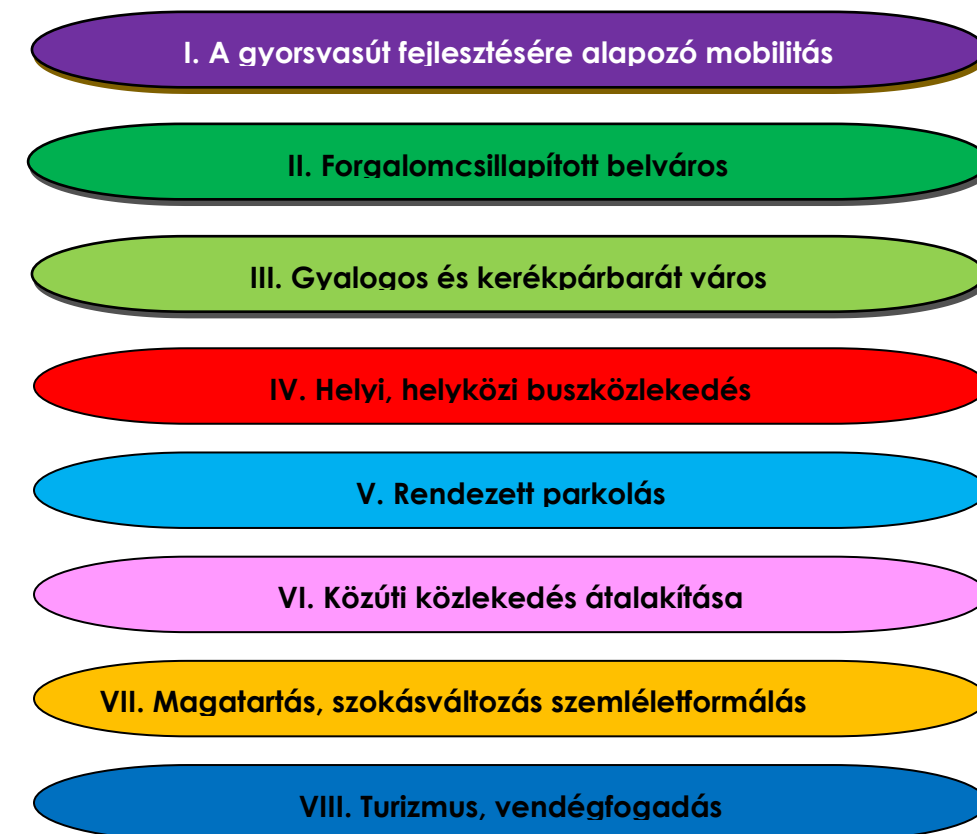 I. A gyorsvasút fejlesztésére alapozó mobilitás
II. Forgalomcsillapított belváros
III. Gyalogos és kerékpárbarát város
IV. Helyi, helyközi buszközlekedés
V. Rendezett parkolás
VI. Közúti közlekedés átalakítása
VII. Magatartás, szokásváltozás szemléletformálás
VIII. Turizmus, vendégfogadás